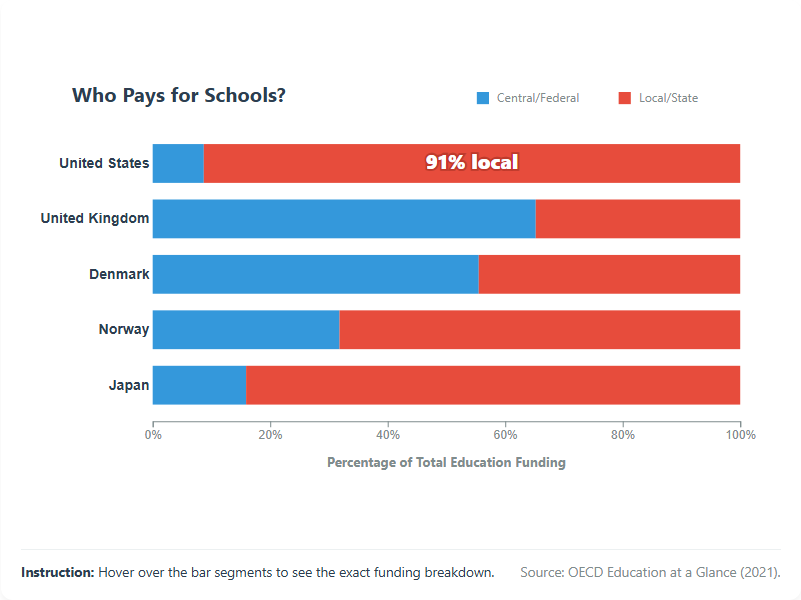 Who Pays for Schools?
Central/Federal
Local/State
United States
91% local
United Kingdom
Denmark
Norway
Japan
0% 20% 40% 60% 80% 100%
Percentage of Total Education Funding
Instruction: Hover over the bar segments to see the exact funding breakdown.
Source: OECD Education at a Glance (2021).